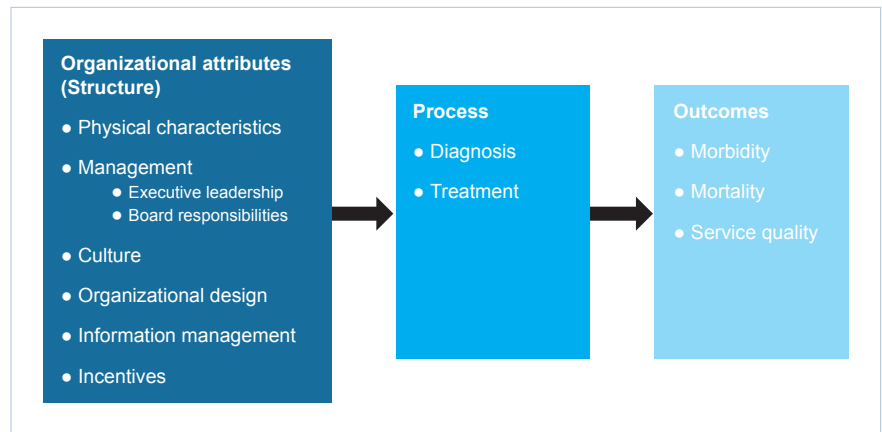 Organizational attributes
(Structure)
● Physical characteristics
● Management
● Executive leadership
● Board responsibilities
● Culture
● Organizational design
● Information management
● Incentives
Process
● Diagnosis
● Treatment
Outcomes
● Morbidity
● Mortality
● Service quality